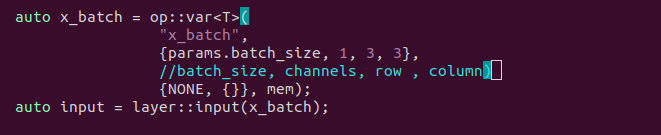 auto x_batch = op::var<T>(
"x_batch",
{params.batch_size, 1, 3, 3},
//batch_size, channels, row , column)
{NONE, {}}, mem);
auto input = layer::input(x_batch);